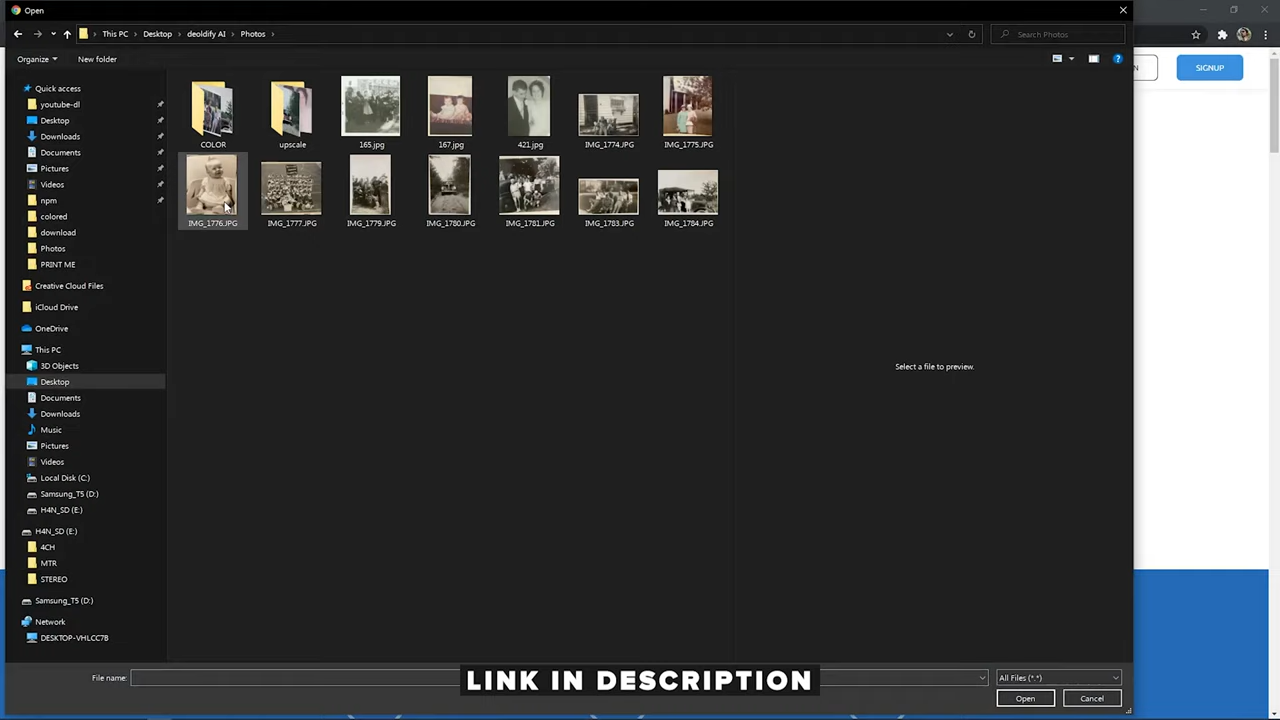 Open
This PC
Desktop
deoldify AI
Photos
Search Photos
Organize
New folder
Quick access
youtube-dl
Desktop
Downloads
Documents
Pictures
Videos
npm
colored
download
Photos
PRINT ME
Creative Cloud Files
iCloud Drive
OneDrive
This PC
3D Objects
Desktop
Documents
Downloads
Music
Pictures
Videos
Local Disk (C:)
Samsung_T5 (D:)
H4N_SD (E:)
H4N_SD (E:)
4CH
MTR
STEREO
Samsung_T5 (D:)
Network
DESKTOP-VHLCC7B
COLOR
upscale
165.jpg
167.jpg
421.jpg
IMG_1774.JPG
IMG_1775.JPG
IMG_1776.JPG
IMG_1777.JPG
IMG_1779.JPG
IMG_1780.JPG
IMG_1781.JPG
IMG_1783.JPG
IMG_1784.JPG
Select a file to preview.
N
SIGNUP
File name:
All Files (*.*)
Open
Cancel
LINK IN DESCRIPTION